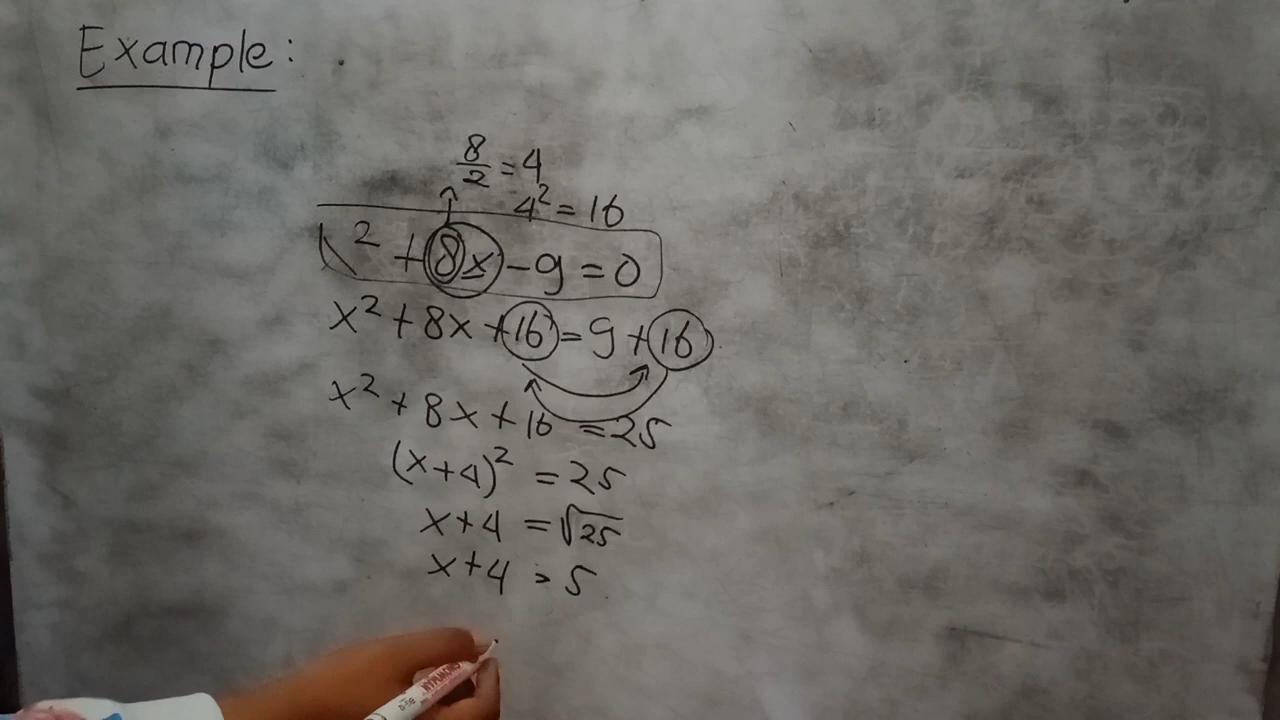 Example:
8/2 = 4
4² = 16
x² + 8x - 9 = 0
x² + 8x + 16 = 9 + 16
x² + 8x + 16 = 25
(x+4)² = 25
x+4 = √25
x+4 = 5
SNOWMAN